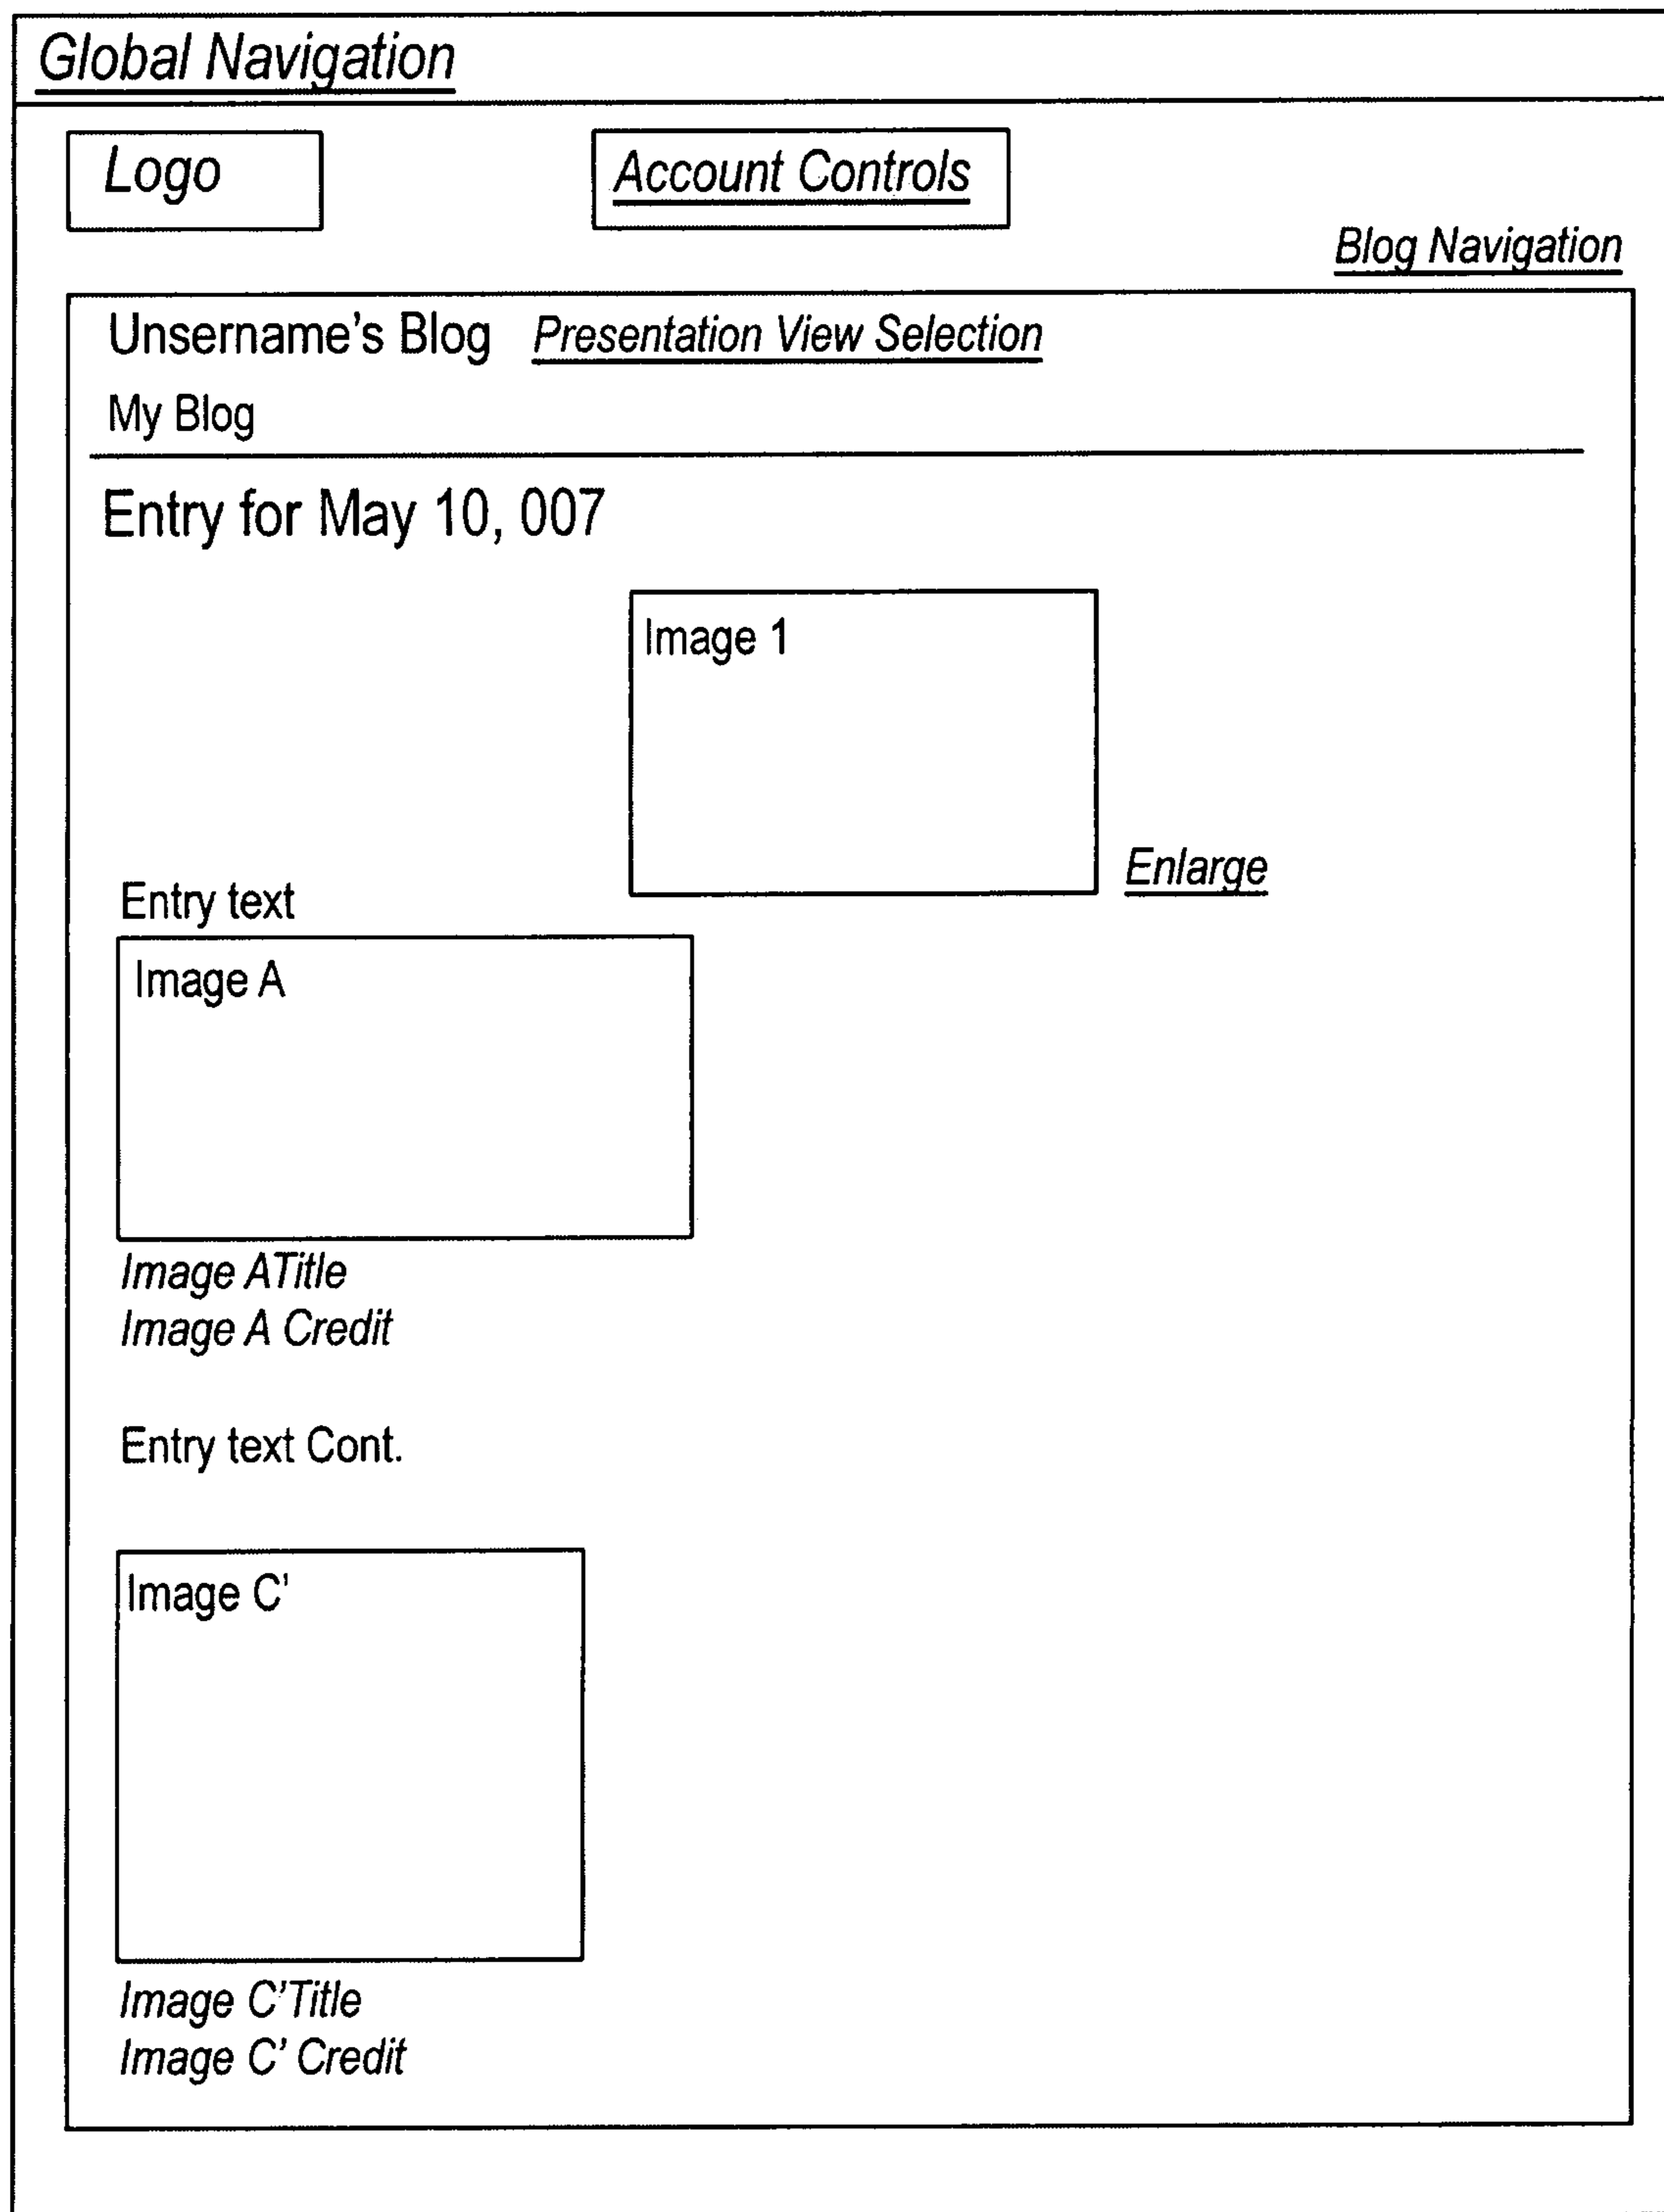 Global Navigation
Logo
Account Controls
Blog Navigation
Unsername's Blog Presentation View Selection
My Blog
Entry for May 10, 007
Image 1
Enlarge
Entry text
Image A
Image ATitle
Image A Credit
Entry text Cont.
Image C'
Image C'Title
Image C' Credit